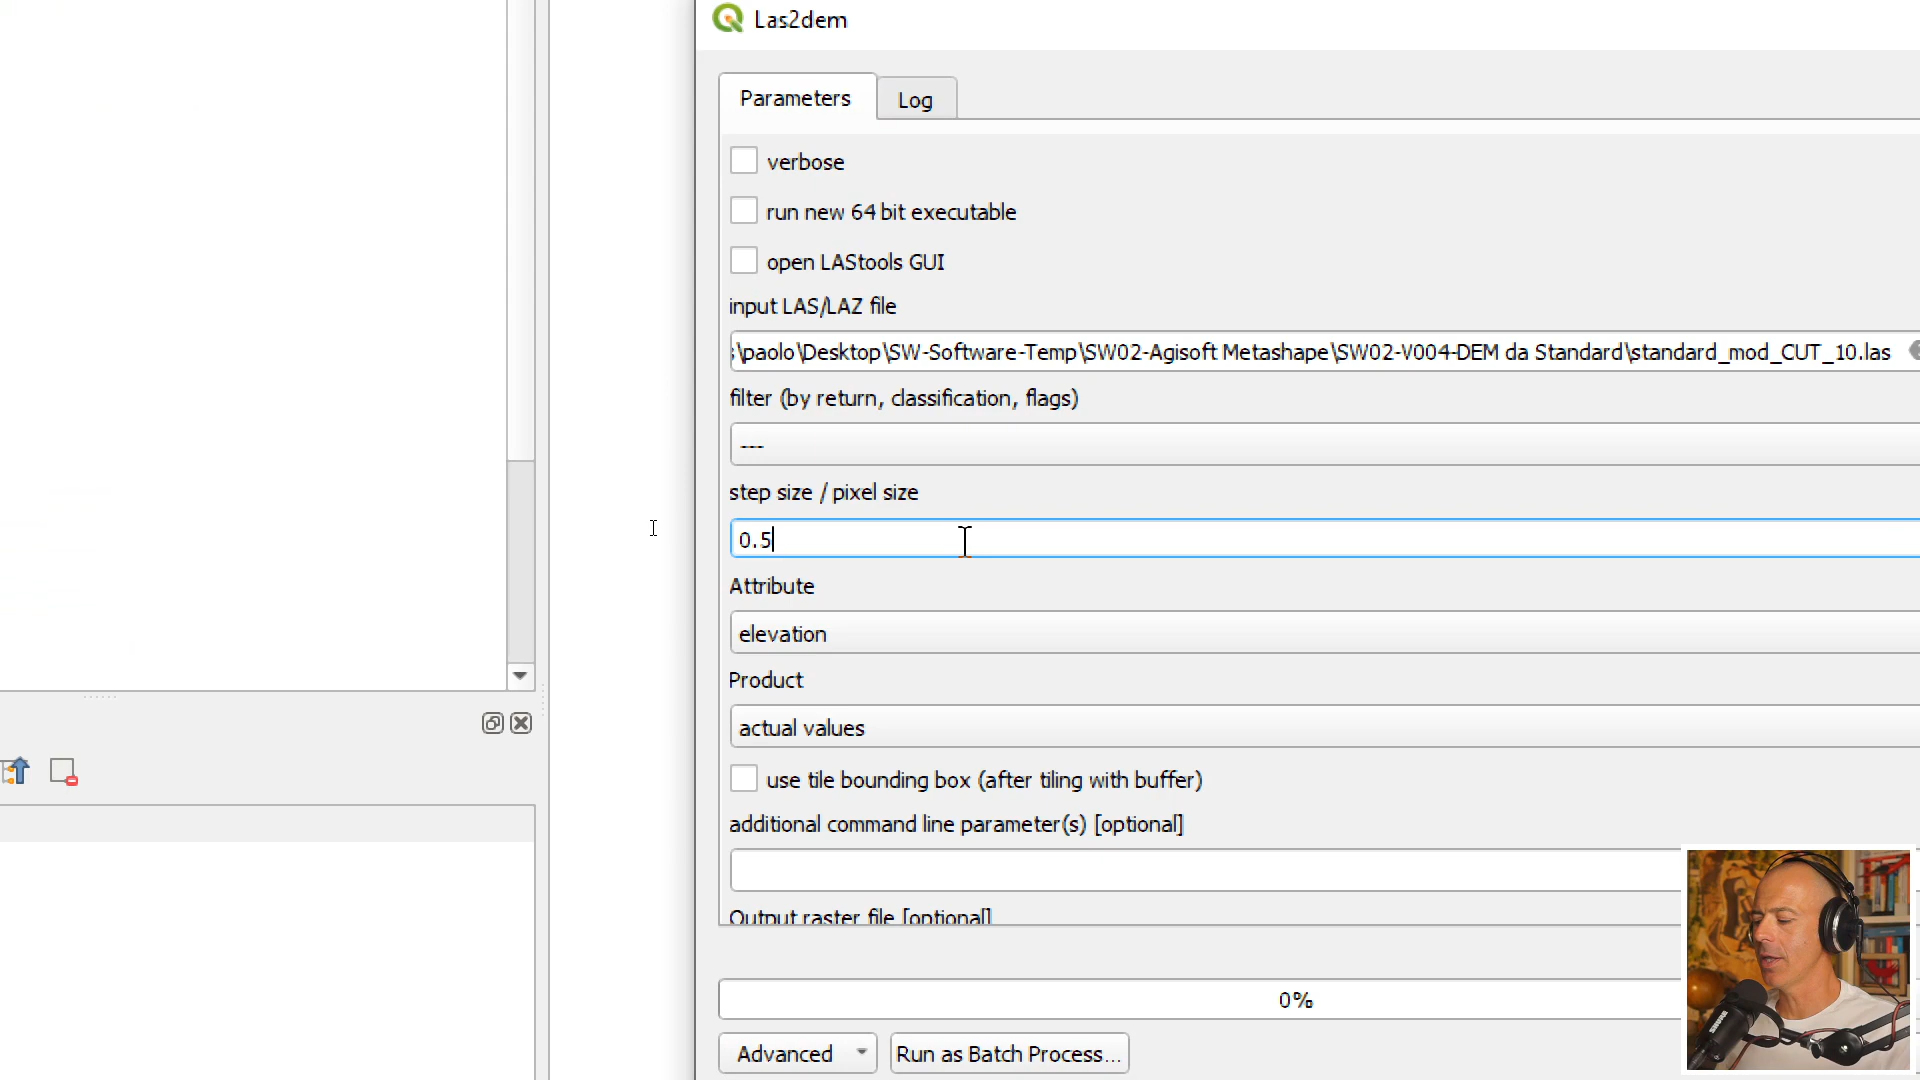 Las2dem
Parameters
Log
verbose
run new 64 bit executable
open LAStools GUI
input LAS/LAZ file
\paolo\Desktop\SW-Software-Temp\SW02-Agisoft Metashape\SW02-V004-DEM da Standard\standard_mod_CUT_10.las
filter (by return, classification, flags)
---
step size / pixel size
0.5
Attribute
elevation
Product
actual values
use tile bounding box (after tiling with buffer)
additional command line parameter(s) [optional]
Output raster file [optional]
0%
Advanced
Run as Batch Process...